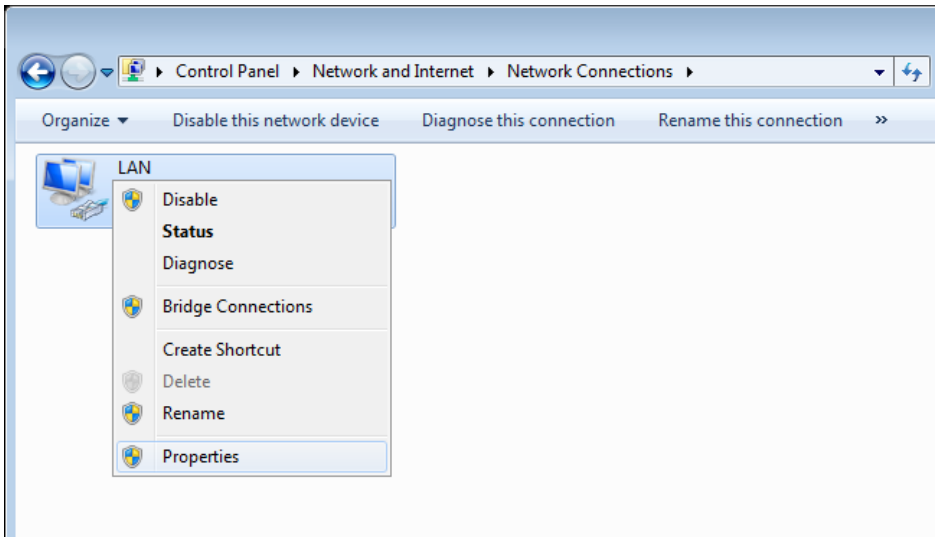 Control Panel Network and Internet Network Connections
Organize Disable this network device Diagnose this connection Rename this connection »
LAN
Disable
Status
Diagnose
Bridge Connections
Create Shortcut
Delete
Rename
Properties